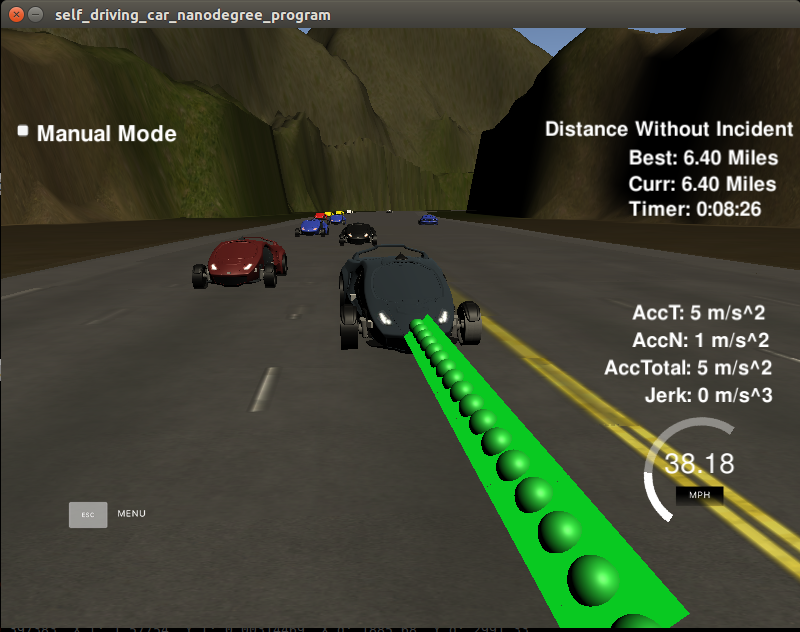 self_driving_car_nanodegree_program
Manual Mode
Distance Without Incident
Best: 6.40 Miles
Curr: 6.40 Miles
Timer: 0:08:26
AccT: 5 m/s^2
AccN: 1 m/s^2
AccTotal: 5 m/s^2
Jerk: 0 m/s^3
38.18
MPH
ESC
MENU